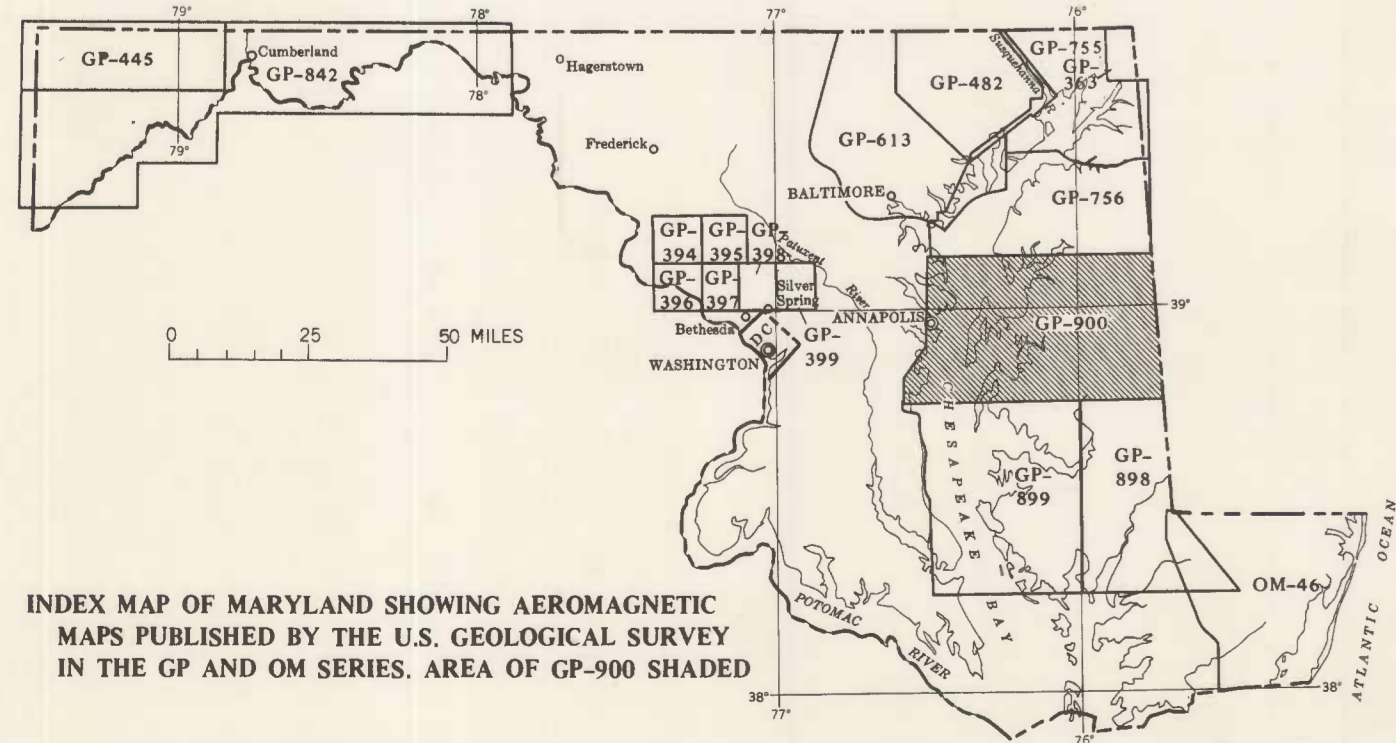 79°
78°
77°
76°
GP-445
Cumberland
GP-842
78°
79°
Hagerstown
Frederick
Susquehanna
R
GP-755
GP-
363
GP-482
GP-613
BALTIMORE
GP-756
GP-
394
GP-
395
GP-
398
Patuxent
River
GP-
396
GP-
397
Silver
Spring
Bethesda
DC
WASHINGTON
GP-
399
ANNAPOLIS
GP-900
39°
0 25 50 MILES
CHESAPEAKE BAY
GP-
899
GP-
898
OM-46
ATLANTIC OCEAN
POTOMAC
RIVER
38°
38°
77°
76°
INDEX MAP OF MARYLAND SHOWING AEROMAGNETIC
MAPS PUBLISHED BY THE U.S. GEOLOGICAL SURVEY
IN THE GP AND OM SERIES. AREA OF GP-900 SHADED